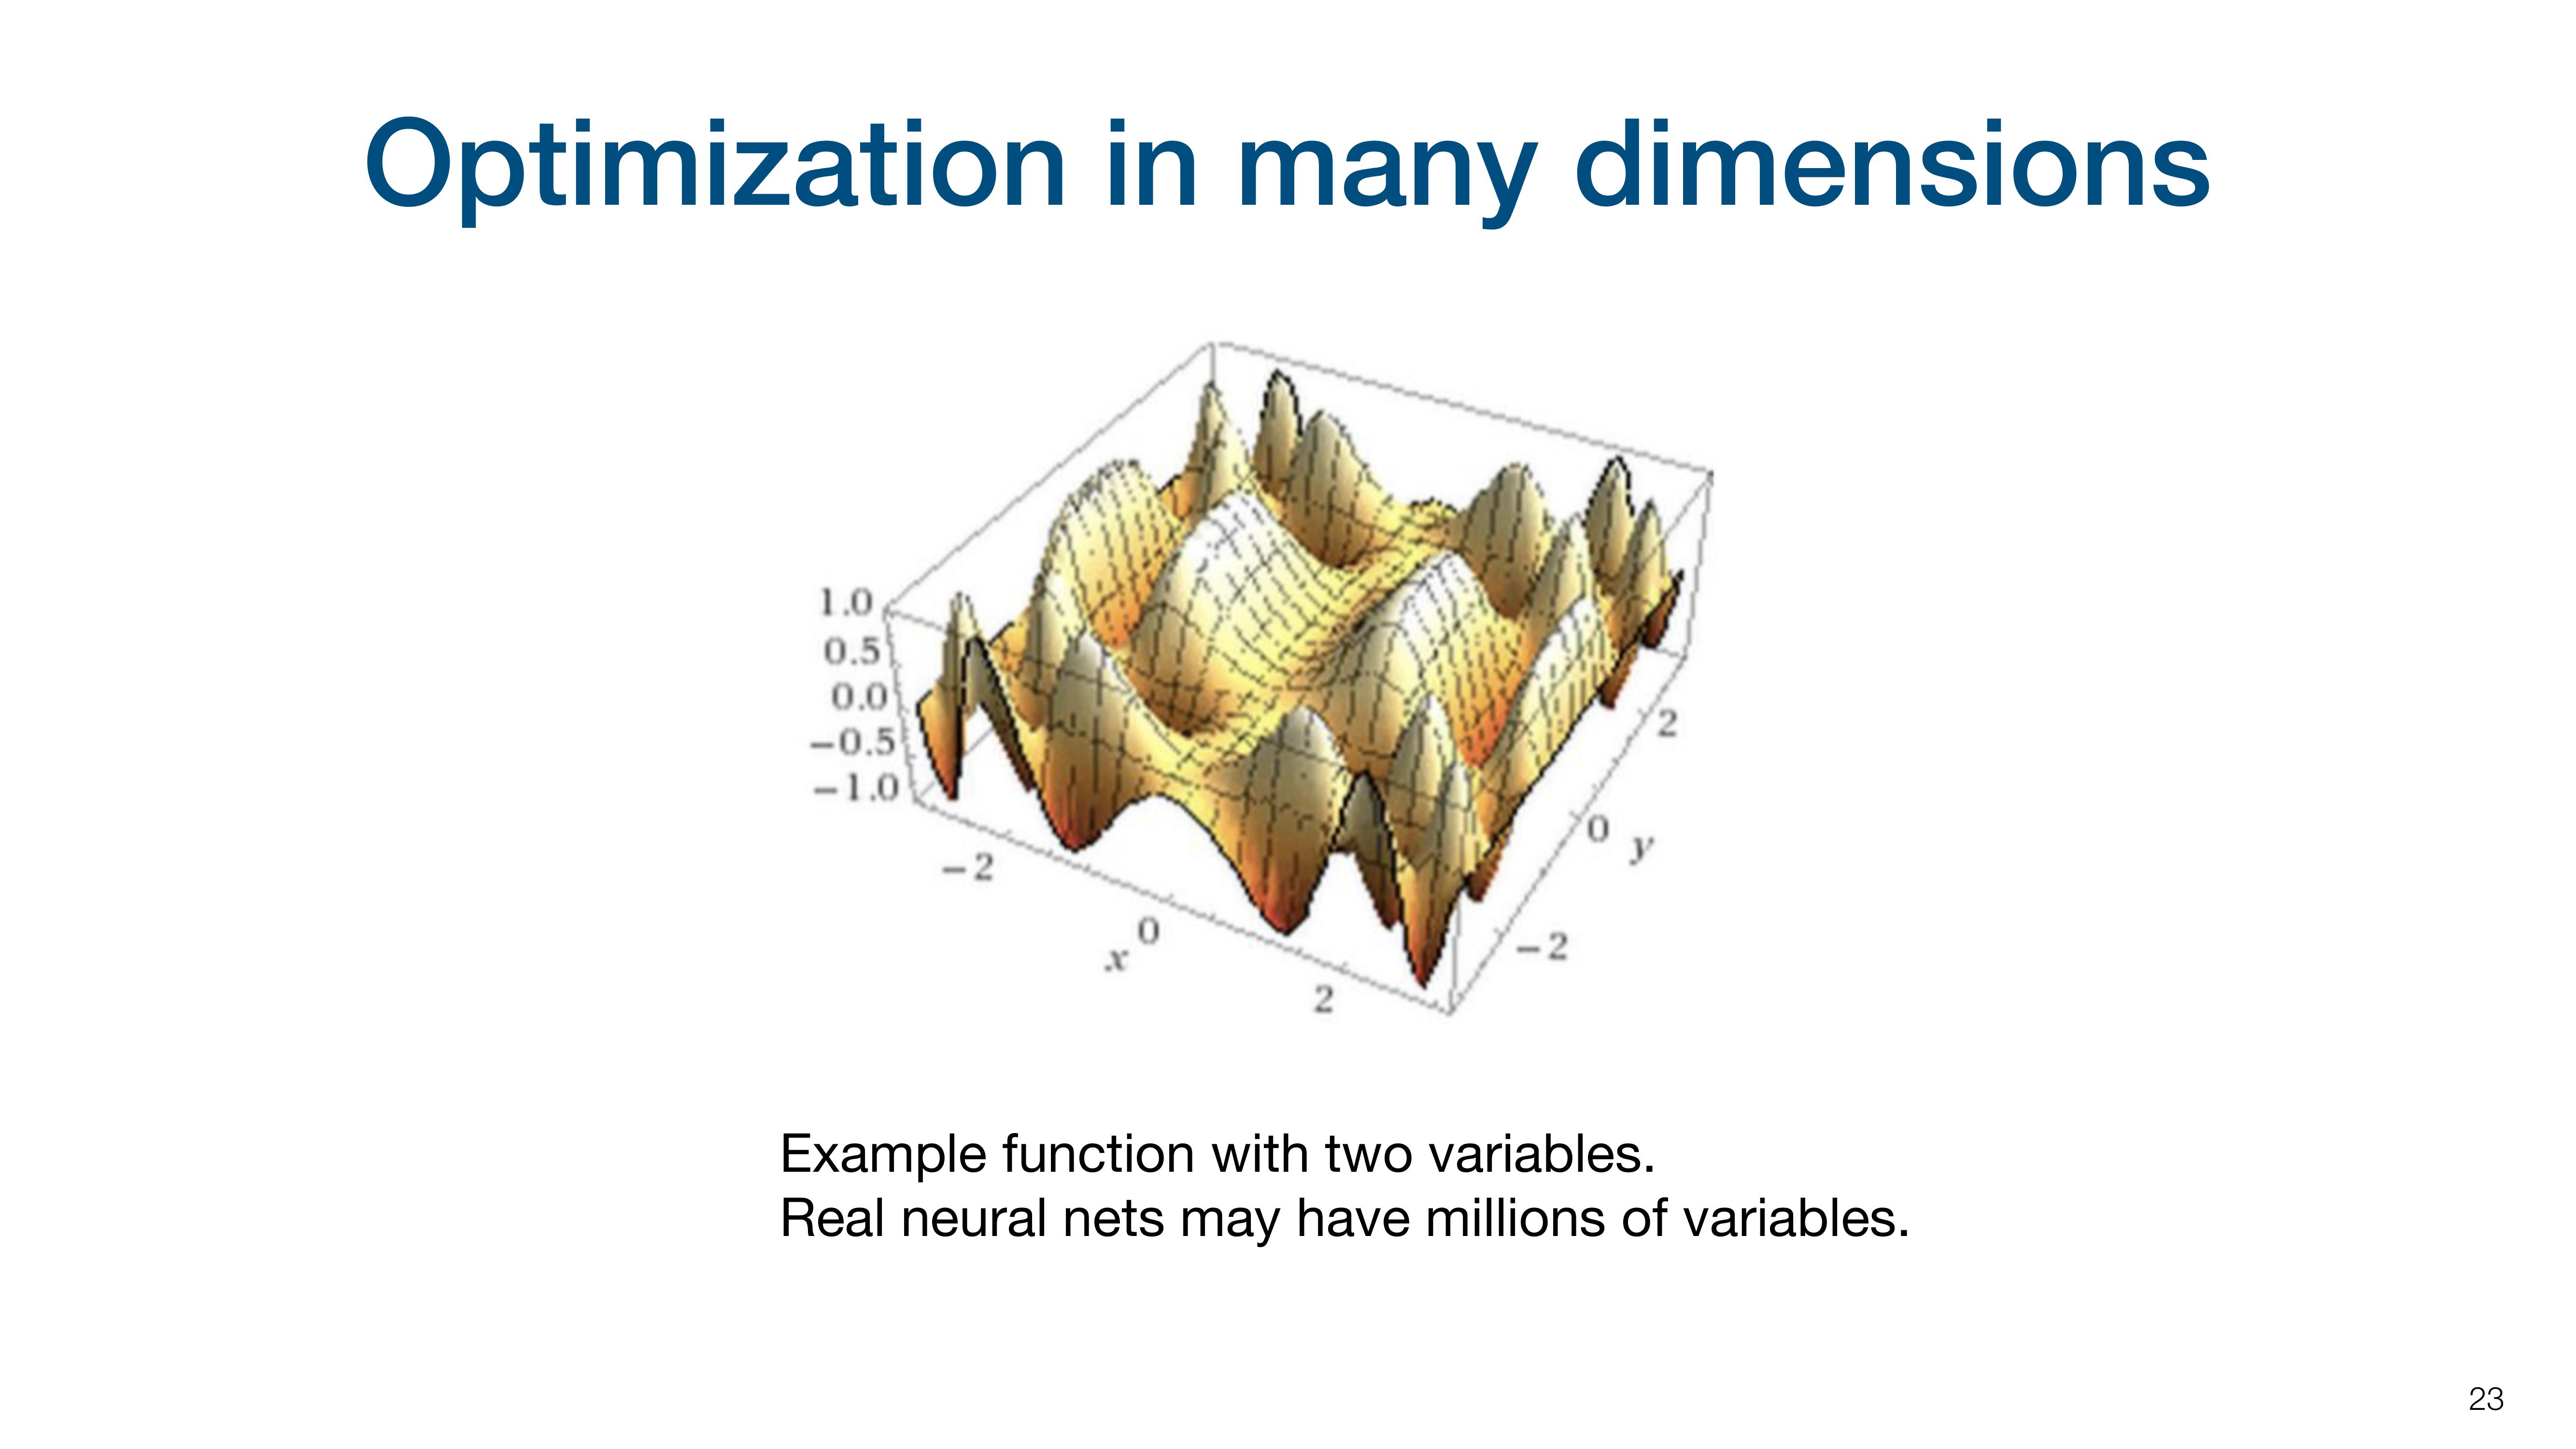 Optimization in many dimensions
1.0
0.5
0.0
−0.5
−1.0
−2
0
x
2
2
0
y
−2
Example function with two variables.
Real neural nets may have millions of variables.
23